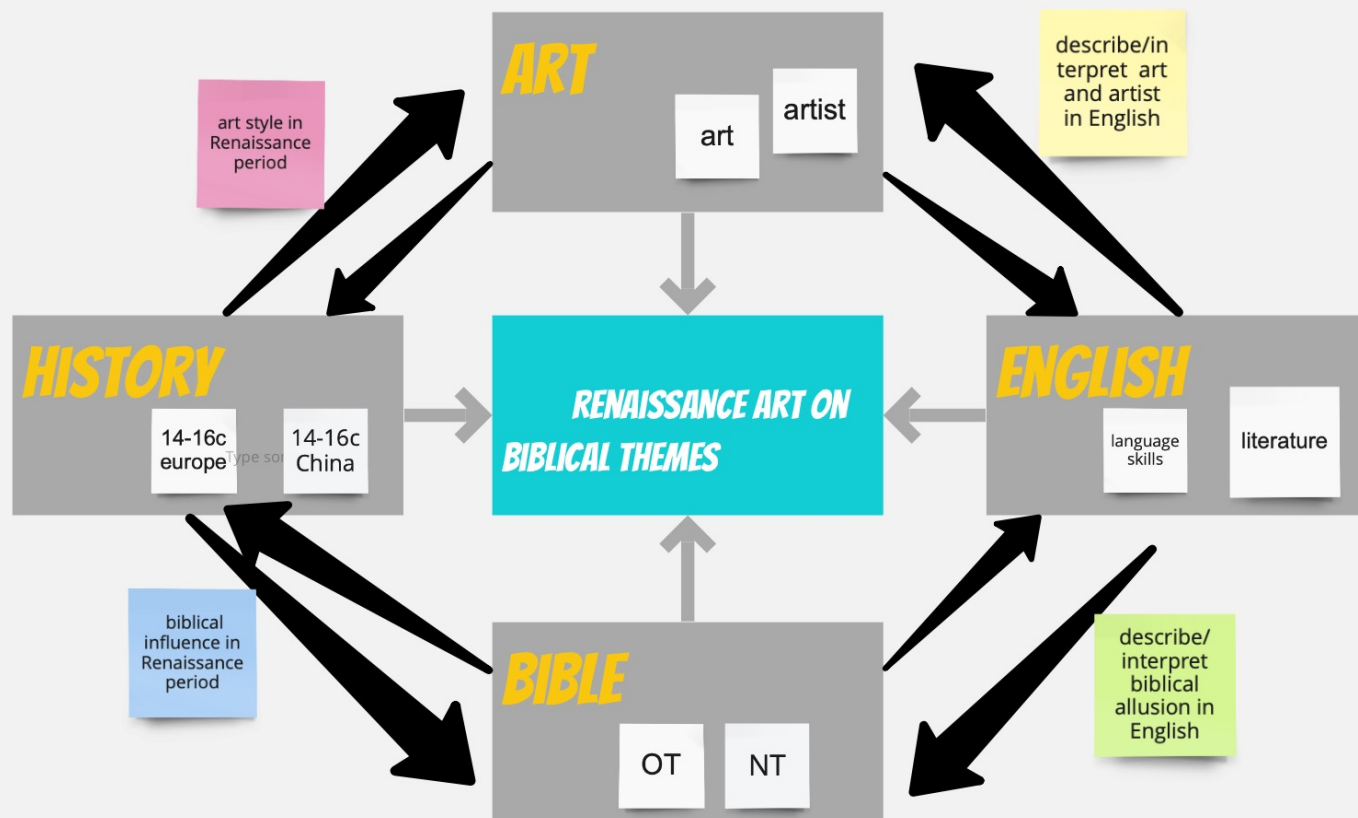 ART
artist
art
describe/in
terpret art
and artist
in English
art style in
Renaissance
period
HISTORY
14-16c
europe
Type sor
14-16c
China
RENAISSANCE ART ON
BIBLICAL THEMES
ENGLISH
language
skills
literature
biblical
influence in
Renaissance
period
BIBLE
OT
NT
describe/
interpret
biblical
allusion in
English